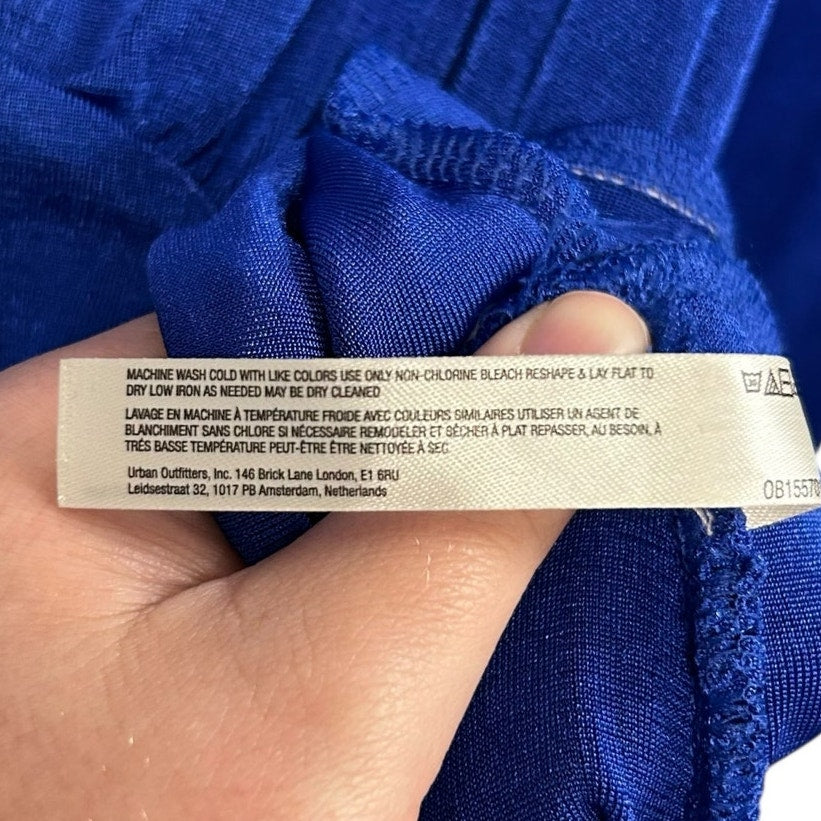 MACHINE WASH COLD WITH LIKE COLORS USE ONLY NON-CHLORINE BLEACH RESHAPE & LAY FLAT TO
DRY LOW IRON AS NEEDED MAY BE DRY CLEANED
LAVAGE EN MACHINE À TEMPÉRATURE FROIDE AVEC COULEURS SIMILAIRES UTILISER UN AGENT DE
BLANCHIMENT SANS CHLORE SI NÉCESSAIRE REMODELER ET SÉCHER À PLAT REPASSER, AU BESOIN, À
TRÉS BASSE TEMPÉRATURE PEUT-ÊTRE ÊTRE NETTOYÉE À SEC
Urban Outfitters, Inc. 146 Brick Lane London, E1 6RU
Leidsestraat 32, 1017 PB Amsterdam, Netherlands